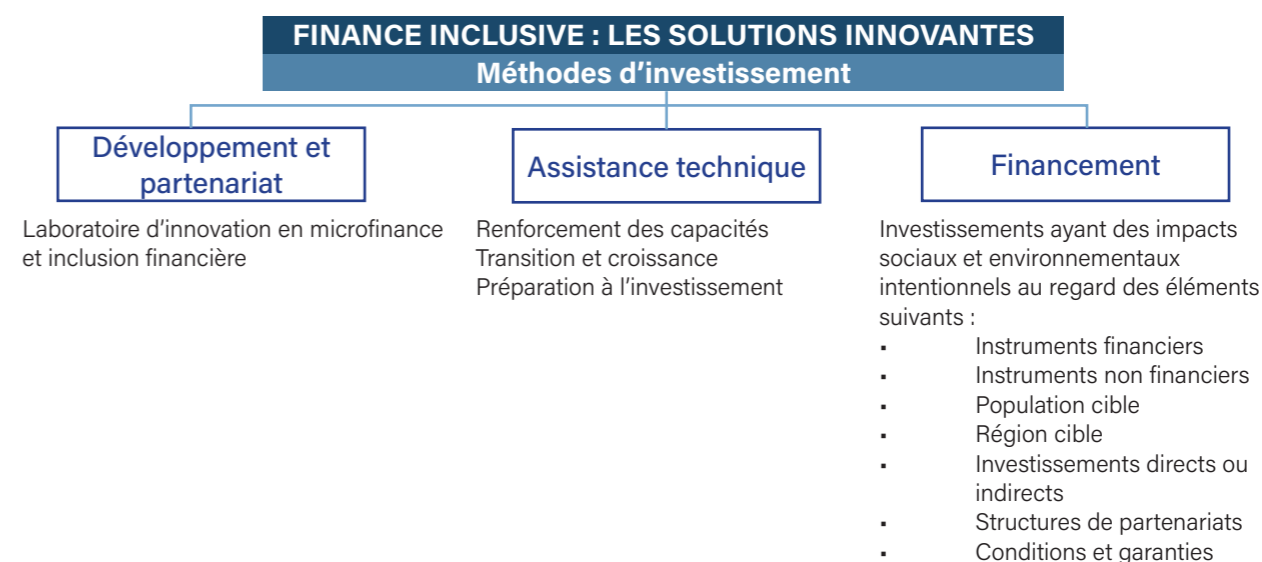 FINANCE INCLUSIVE : LES SOLUTIONS INNOVANTES
Méthodes d’investissement
Développement et
partenariat
Laboratoire d’innovation en microfinance
et inclusion financière
Assistance technique
Renforcement des capacités
Transition et croissance
Préparation à l’investissement
Financement
Investissements ayant des impacts
sociaux et environnementaux
intentionnels au regard des éléments
suivants :
▪ Instruments financiers
▪ Instruments non financiers
▪ Population cible
▪ Région cible
▪ Investissements directs ou
indirects
▪ Structures de partenariats
▪ Conditions et garanties